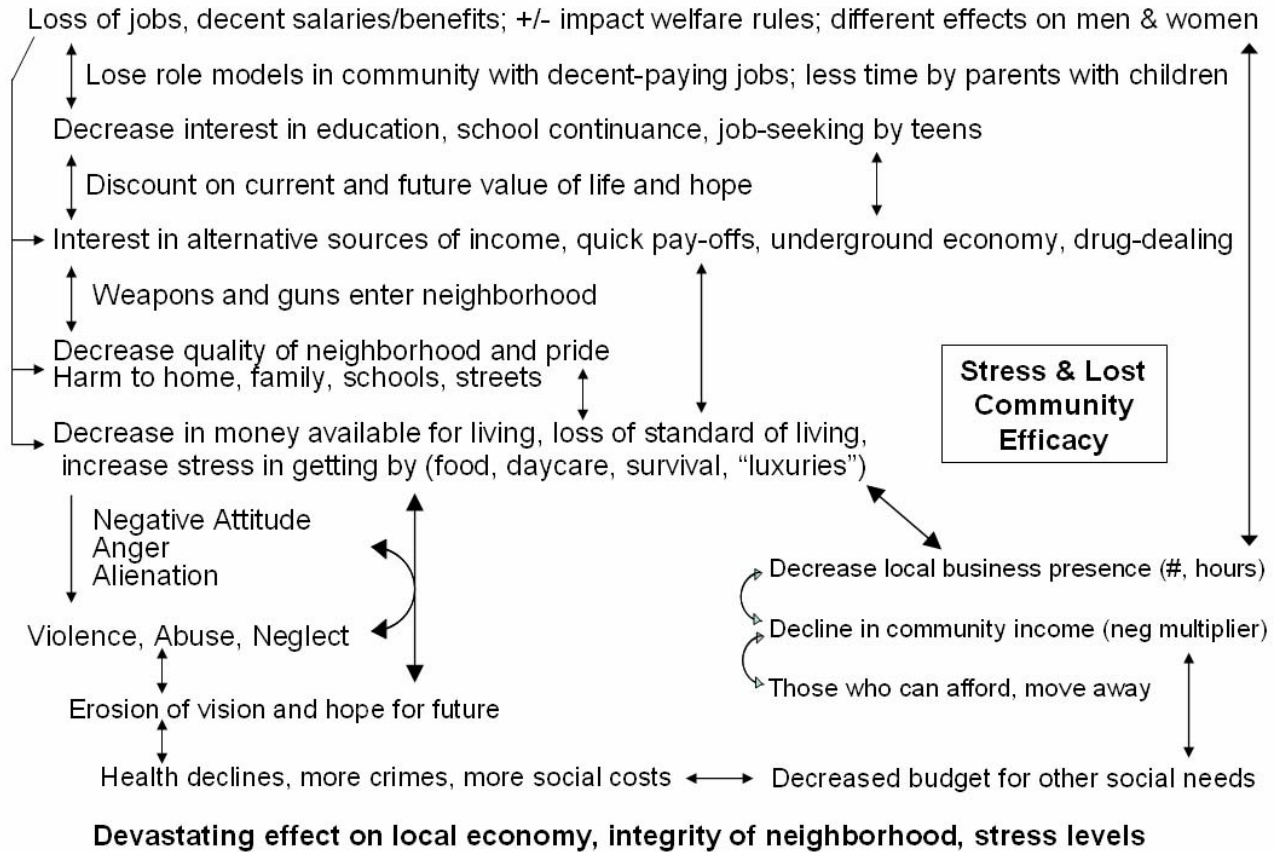 Loss of jobs, decent salaries/benefits; +/- impact welfare rules; different effects on men & women
Lose role models in community with decent-paying jobs; less time by parents with children
Decrease interest in education, school continuance, job-seeking by teens
Discount on current and future value of life and hope
Interest in alternative sources of income, quick pay-offs, underground economy, drug-dealing
Weapons and guns enter neighborhood
Decrease quality of neighborhood and pride
Harm to home, family, schools, streets
Stress & Lost
Community
Efficacy
Decrease in money available for living, loss of standard of living,
increase stress in getting by (food, daycare, survival, “luxuries”)
Negative Attitude
Anger
Alienation
Violence, Abuse, Neglect
Erosion of vision and hope for future
Health declines, more crimes, more social costs
Decrease local business presence (#, hours)
Decline in community income (neg multiplier)
Those who can afford, move away
Decreased budget for other social needs
Devastating effect on local economy, integrity of neighborhood, stress levels